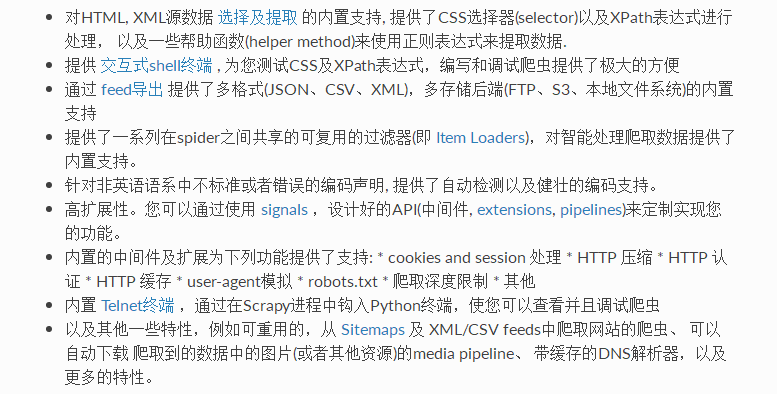 对HTML, XML源数据 选择及提取 的内置支持, 提供了CSS选择器(selector)以及XPath表达式进行
处理， 以及一些帮助函数(helper method)来使用正则表达式来提取数据.
提供 交互式shell终端 , 为您测试CSS及XPath表达式，编写和调试爬虫提供了极大的方便
通过 feed导出 提供了多格式(JSON、CSV、XML)，多存储后端(FTP、S3、本地文件系统)的内置
支持
提供了一系列在spider之间共享的可复用的过滤器(即 Item Loaders)，对智能处理爬取数据提供了
内置支持。
针对非英语语系中不标准或者错误的编码声明, 提供了自动检测以及健壮的编码支持。
高扩展性。您可以通过使用 signals ，设计好的API(中间件, extensions, pipelines)来定制实现您
的功能。
内置的中间件及扩展为下列功能提供了支持: * cookies and session 处理 * HTTP 压缩 * HTTP 认
证 * HTTP 缓存 * user-agent模拟 * robots.txt * 爬取深度限制 * 其他
内置 Telnet终端 ，通过在Scrapy进程中钩入Python终端，使您可以查看并且调试爬虫
以及其他一些特性，例如可重用的，从 Sitemaps 及 XML/CSV feeds中爬取网站的爬虫、 可以
自动下载 爬取到的数据中的图片(或者其他资源)的media pipeline、 带缓存的DNS解析器，以及
更多的特性。